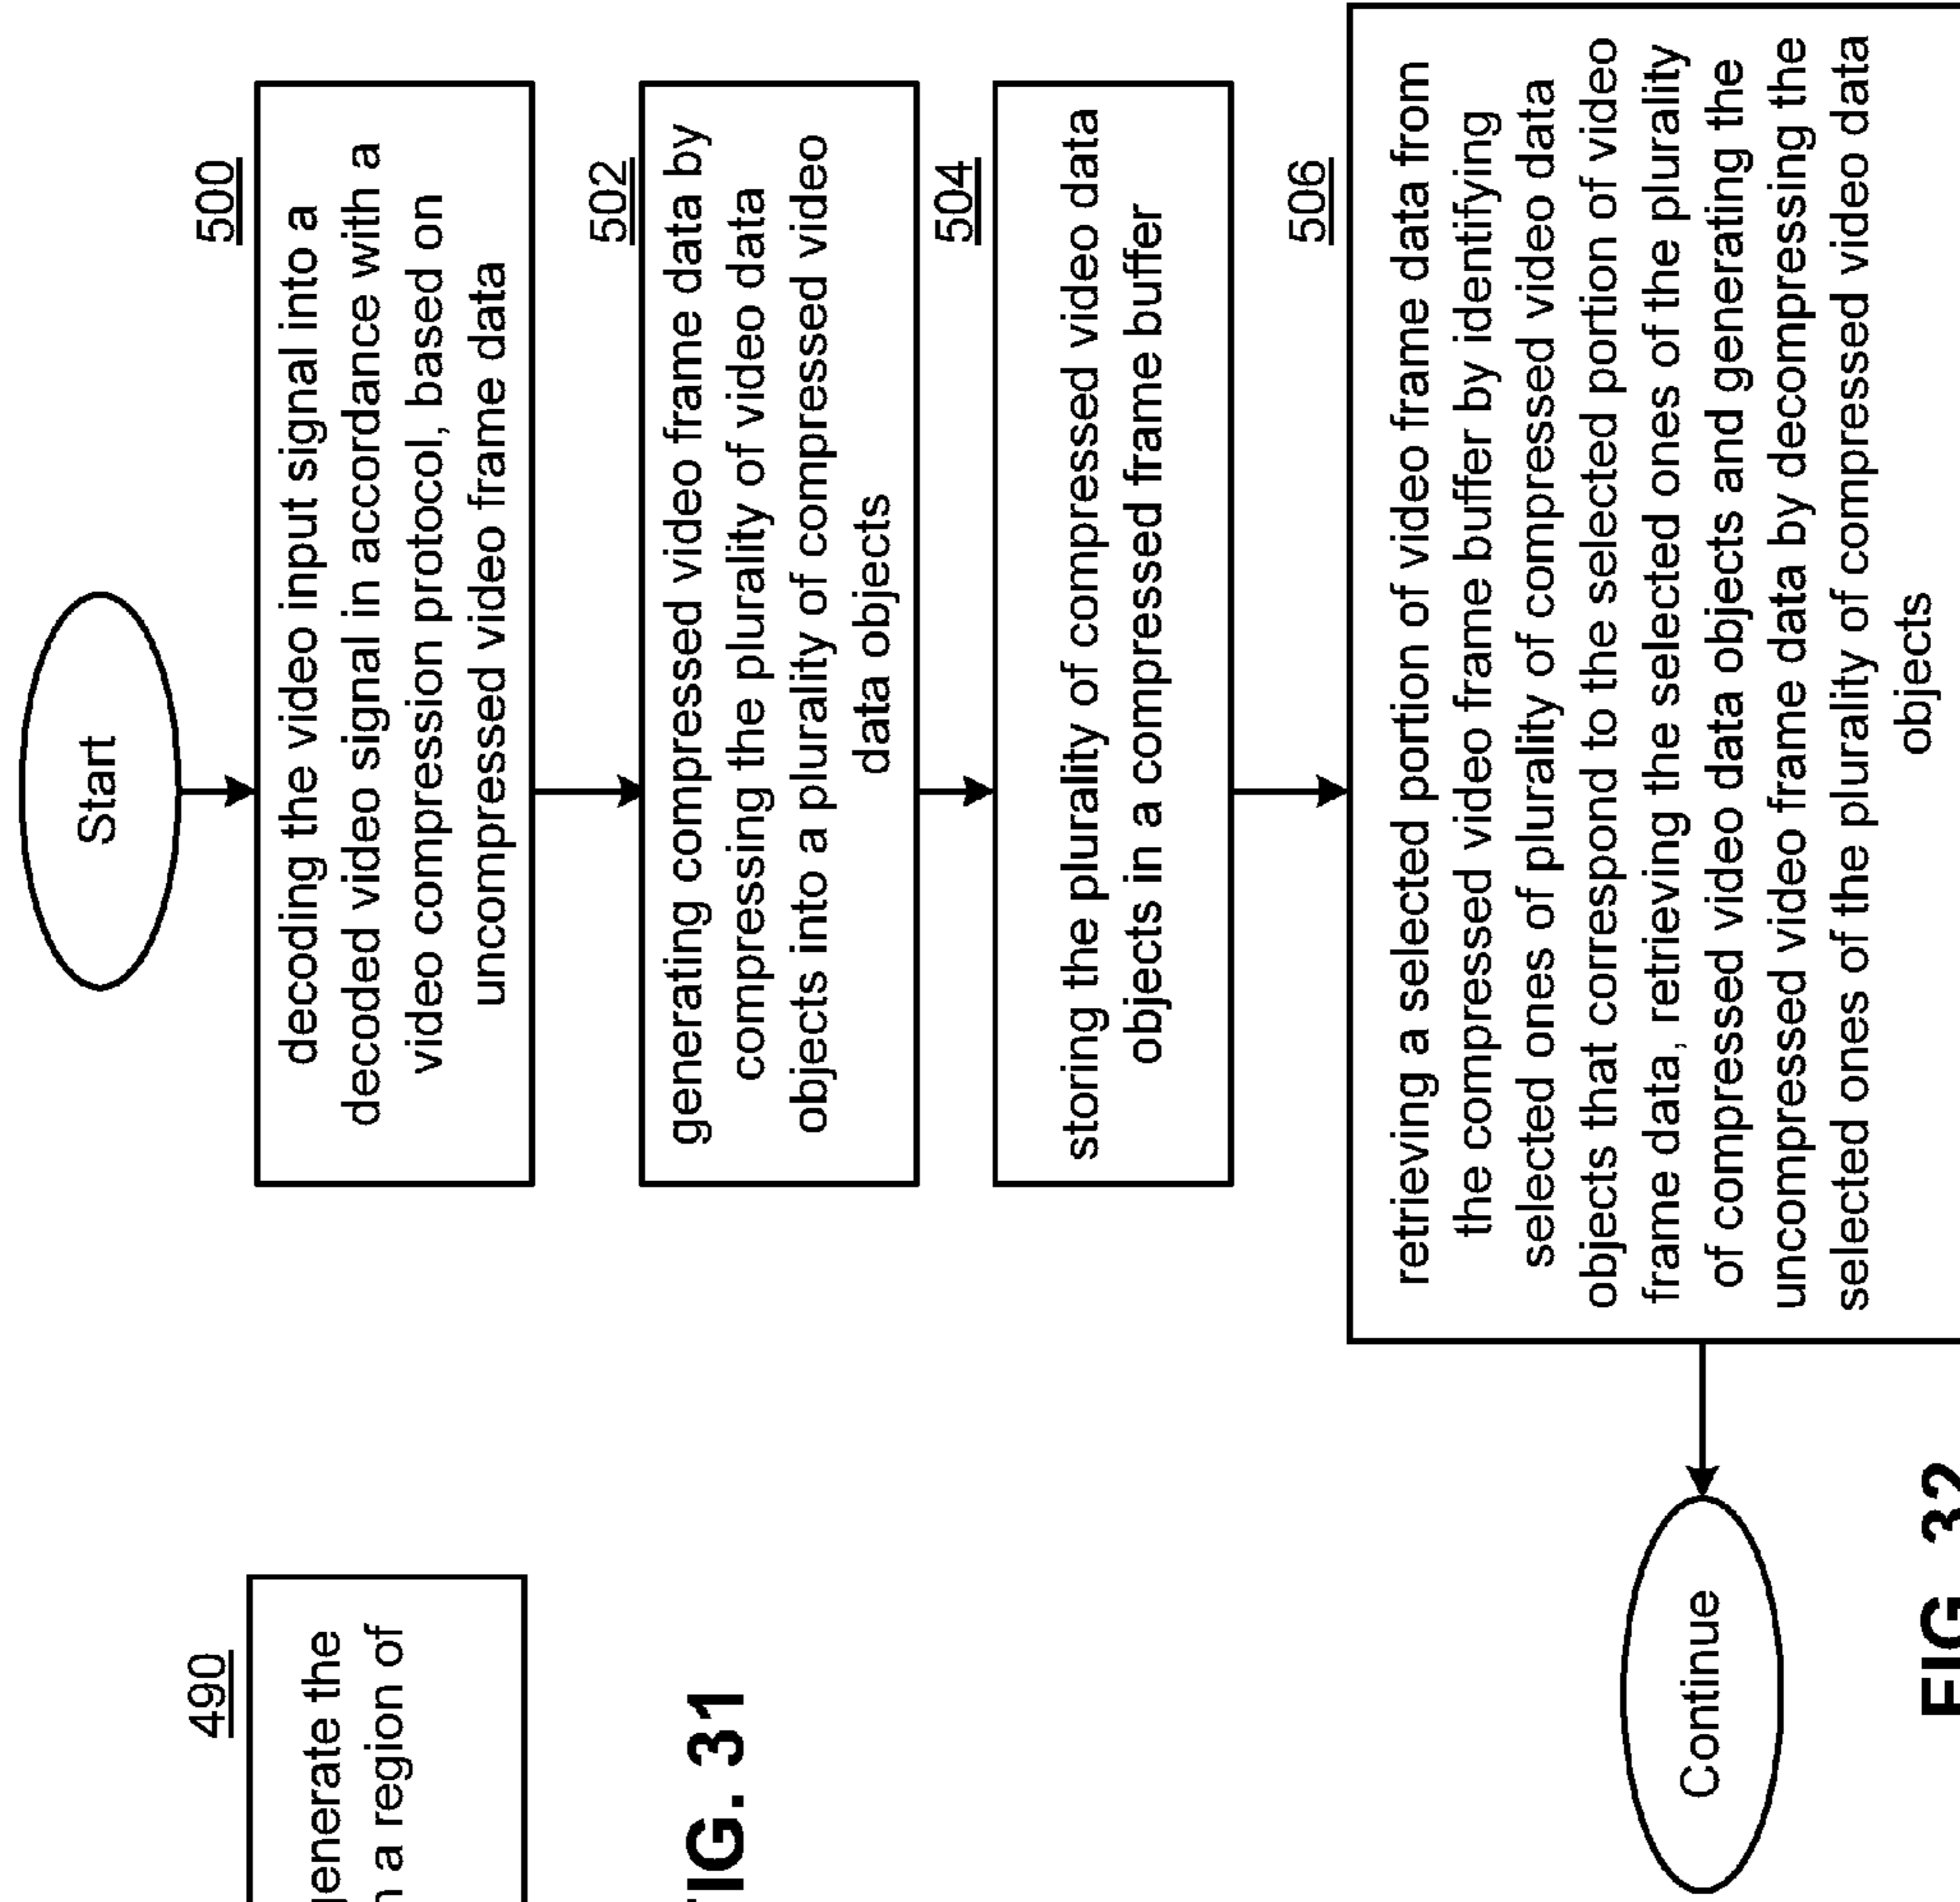 490
enerate the
a region of
FIG. 31
Start
500
decoding the video input signal into a
decoded video signal in accordance with a
video compression protocol, based on
uncompressed video frame data
502
generating compressed video frame data by
compressing the plurality of video data
objects into a plurality of compressed video
data objects
504
storing the plurality of compressed video data
objects in a compressed frame buffer
506
retrieving a selected portion of video frame data from
the compressed video frame buffer by identifying
selected ones of plurality of compressed video data
objects that correspond to the selected portion of video
frame data, retrieving the selected ones of the plurality
of compressed video data objects and generating the
uncompressed video frame data by decompressing the
selected ones of the plurality of compressed video data
objects
Continue
FIG. 32